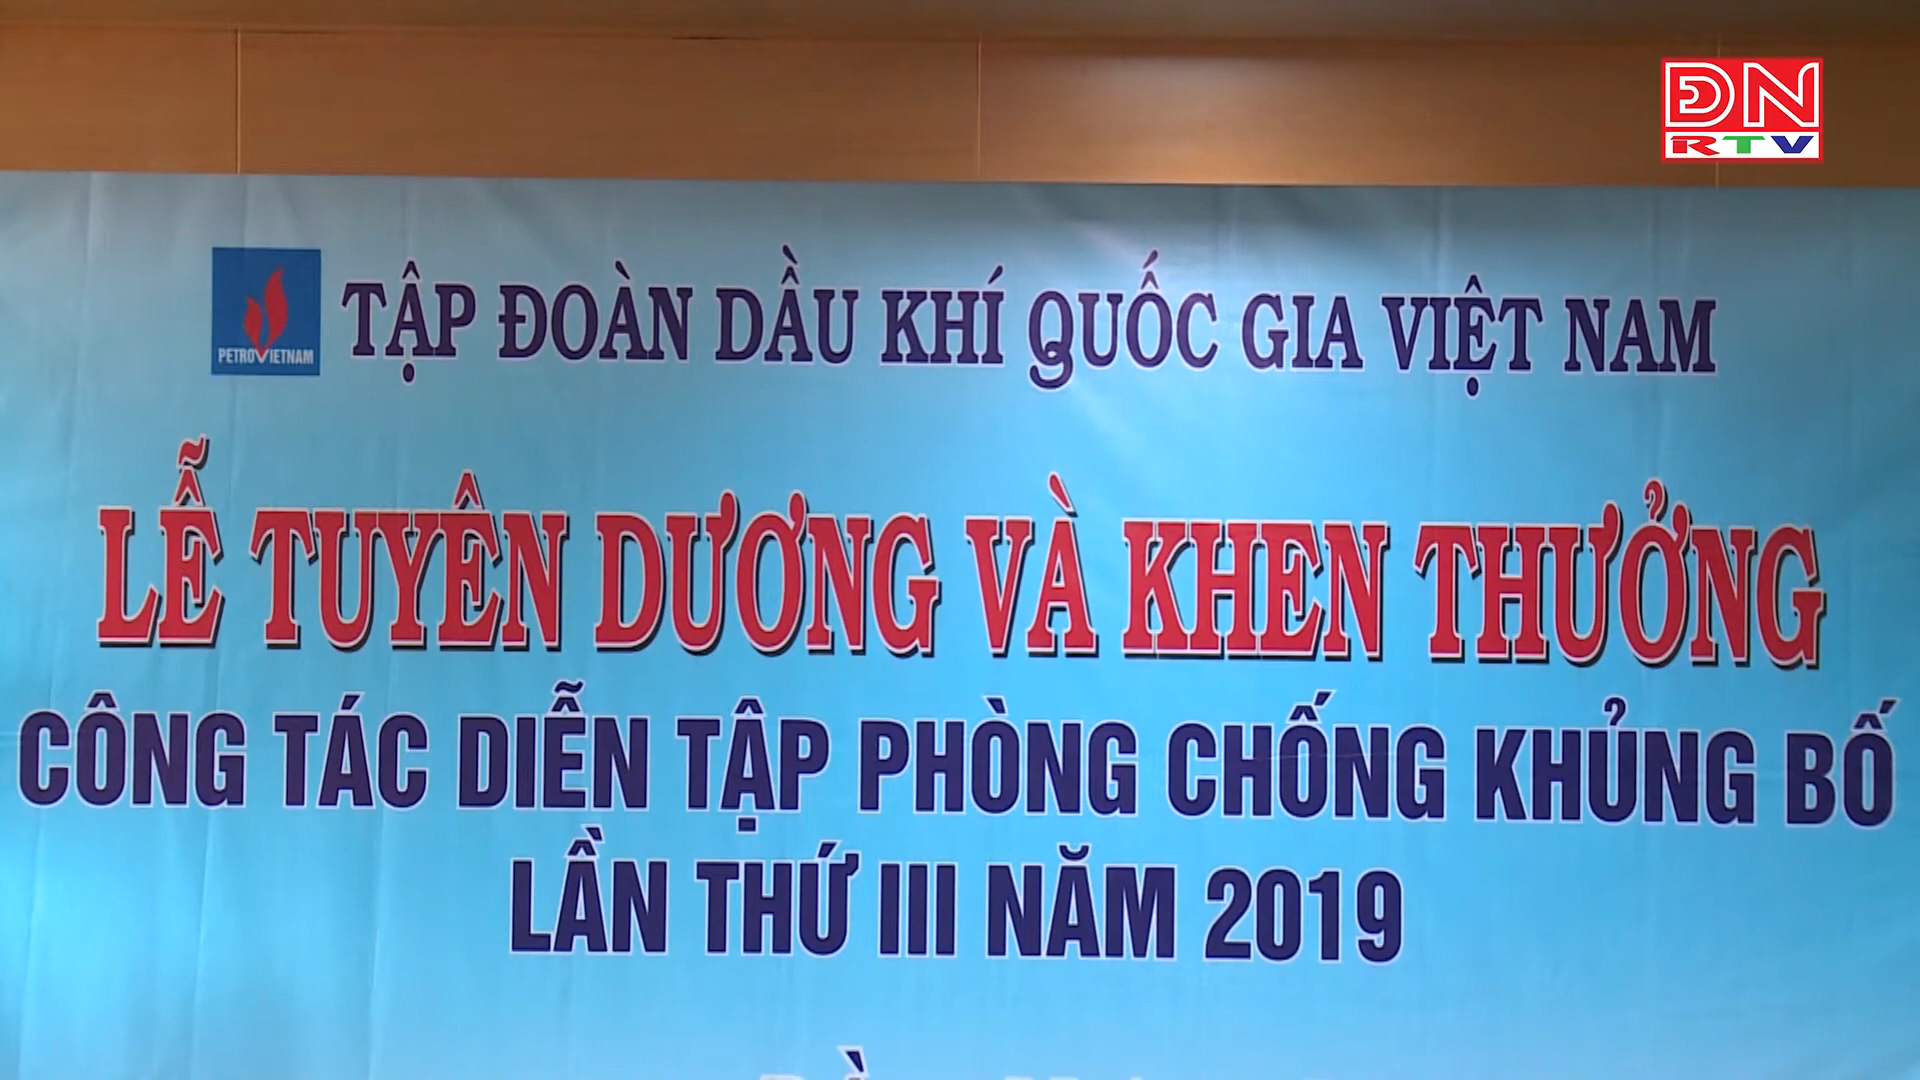 ĐN
RTV
PETROVIETNAM
TẬP ĐOÀN DẦU KHÍ QUỐC GIA VIỆT NAM
LỄ TUYÊN DƯƠNG VÀ KHEN THƯỞNG
CÔNG TÁC DIỄN TẬP PHÒNG CHỐNG KHỦNG BỐ
LẦN THỨ III NĂM 2019